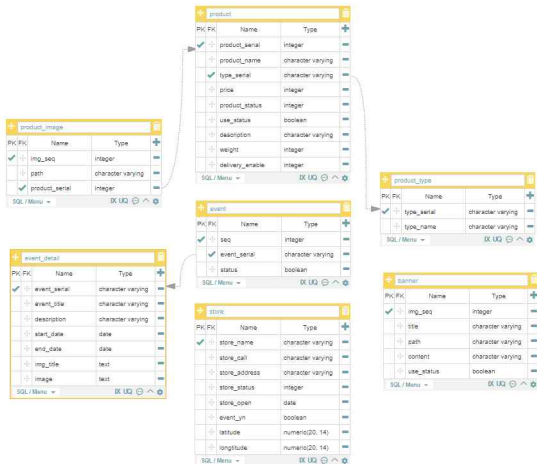 product
PK FK Name Type
product_serial integer
product_name character varying
type_serial character varying
price integer
product_status integer
use_status boolean
description character varying
weight integer
delivery_enable integer
SQL / Menu IX UQ
product_image
PK FK Name Type
img_seq integer
path character varying
product_serial integer
SQL / Menu IX UQ
product_type
PK FK Name Type
type_serial character varying
type_name character varying
SQL / Menu IX UQ
event
PK FK Name Type
seq integer
event_serial character varying
status boolean
SQL / Menu IX UQ
event_detail
PK FK Name Type
event_serial character varying
event_title character varying
description character varying
start_date date
end_date date
img_title text
image text
SQL / Menu IX UQ
banner
PK FK Name Type
img_seq integer
title character varying
path character varying
content character varying
use_status boolean
SQL / Menu IX UQ
store
PK FK Name Type
store_name character varying
store_call character varying
store_address character varying
store_status integer
store_open date
event_yn boolean
latitude numeric(20, 14)
longtitude numeric(20, 14)
SQL / Menu IX UQ